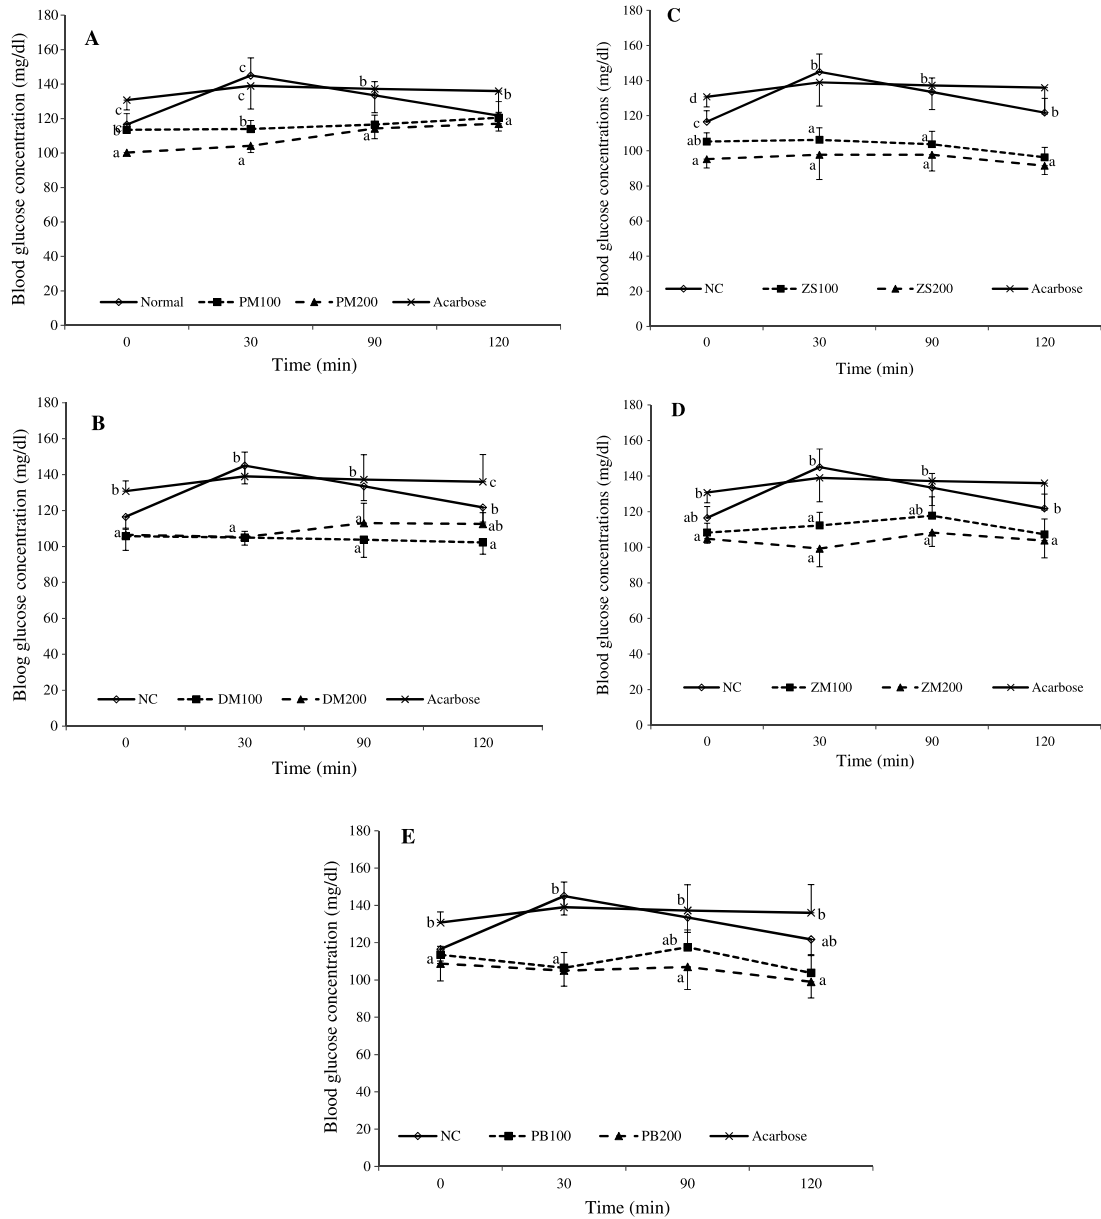 A
Blood glucose concentration (mg/dl)
180
160
140
120
100
80
60
40
20
0
c
c
b
c
c
b
b
b
a
a
a
a
Normal PM100 PM200 Acarbose
0 30 90 120
Time (min)
C
Blood glucose concentrations (mg/dl)
180
160
140
120
100
80
60
40
20
0
d
c
ab
a
b
a
a
b
a
a
b
a
NC ZS100 ZS200 Acarbose
0 30 90 120
Time (min)
B
Bloog glucose concentration (mg/dl)
180
160
140
120
100
80
60
40
20
0
b
a
b
a
b
a
a
c
b
ab
a
NC DM100 DM200 Acarbose
0 30 90 120
Time (min)
D
Blood glucose concentrations (mg/dl)
180
160
140
120
100
80
60
40
20
0
b
ab
a
b
a
a
b
ab
a
b
a
NC ZM100 ZM200 Acarbose
0 30 90 120
Time (min)
E
Blood glucose concentration (mg/dl)
180
160
140
120
100
80
60
40
20
0
b
a
b
a
b
ab
a
b
ab
a
NC PB100 PB200 Acarbose
0 30 90 120
Time (min)